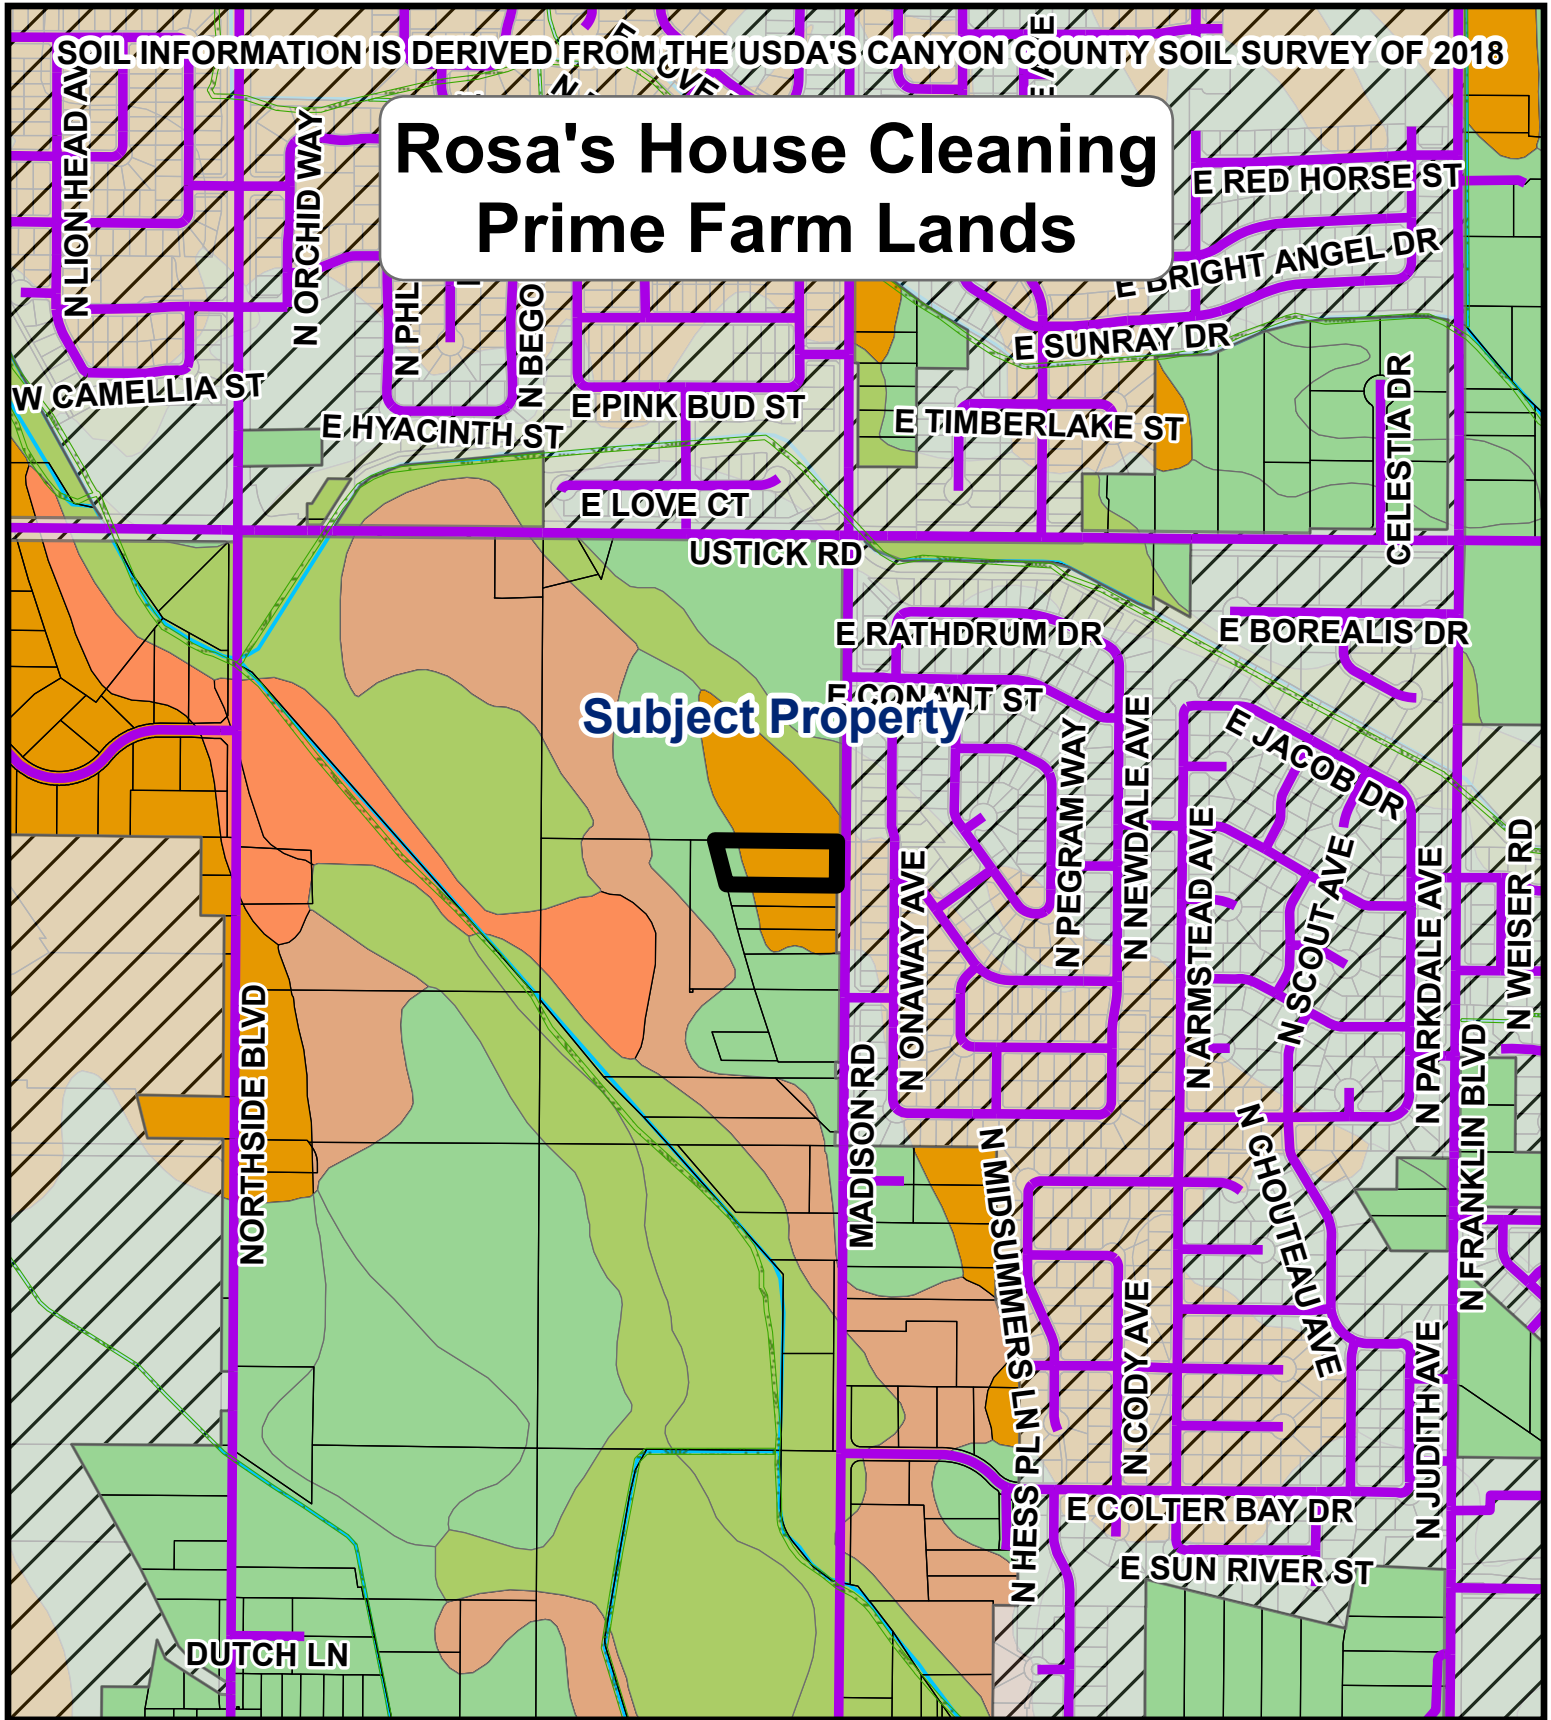 SOIL INFORMATION IS DERIVED FROM THE USDA'S CANYON COUNTY SOIL SURVEY OF 2018
Rosa's House Cleaning
Prime Farm Lands
N LION HEAD AV
N ORCHID WAY
N PHL
N BEGO
E RED HORSE ST
E BRIGHT ANGEL DR
E SUNRAY DR
W CAMELLIA ST
E HYACINTH ST
E PINK BUD ST
E TIMBERLAKE ST
CELESTIA DR
E LOVE CT
USTICK RD
E RATHDRUM DR
E BOREALIS DR
E CONANT ST
Subject Property
E JACOB DR
N PEGRAM WAY
N NEWDALE AVE
N ONAWAY AVE
N ARMSTEAD AVE
N SCOUT AVE
N PARKDALE AVE
N WEISER RD
NORTHSIDE BLVD
MADISON RD
N MIDSUMMERS LN
N CHOUTEAU AVE
N FRANKLIN BLVD
N CODY AVE
N JUDITH AVE
N HESS PL
E COLTER BAY DR
E SUN RIVER ST
DUTCH LN